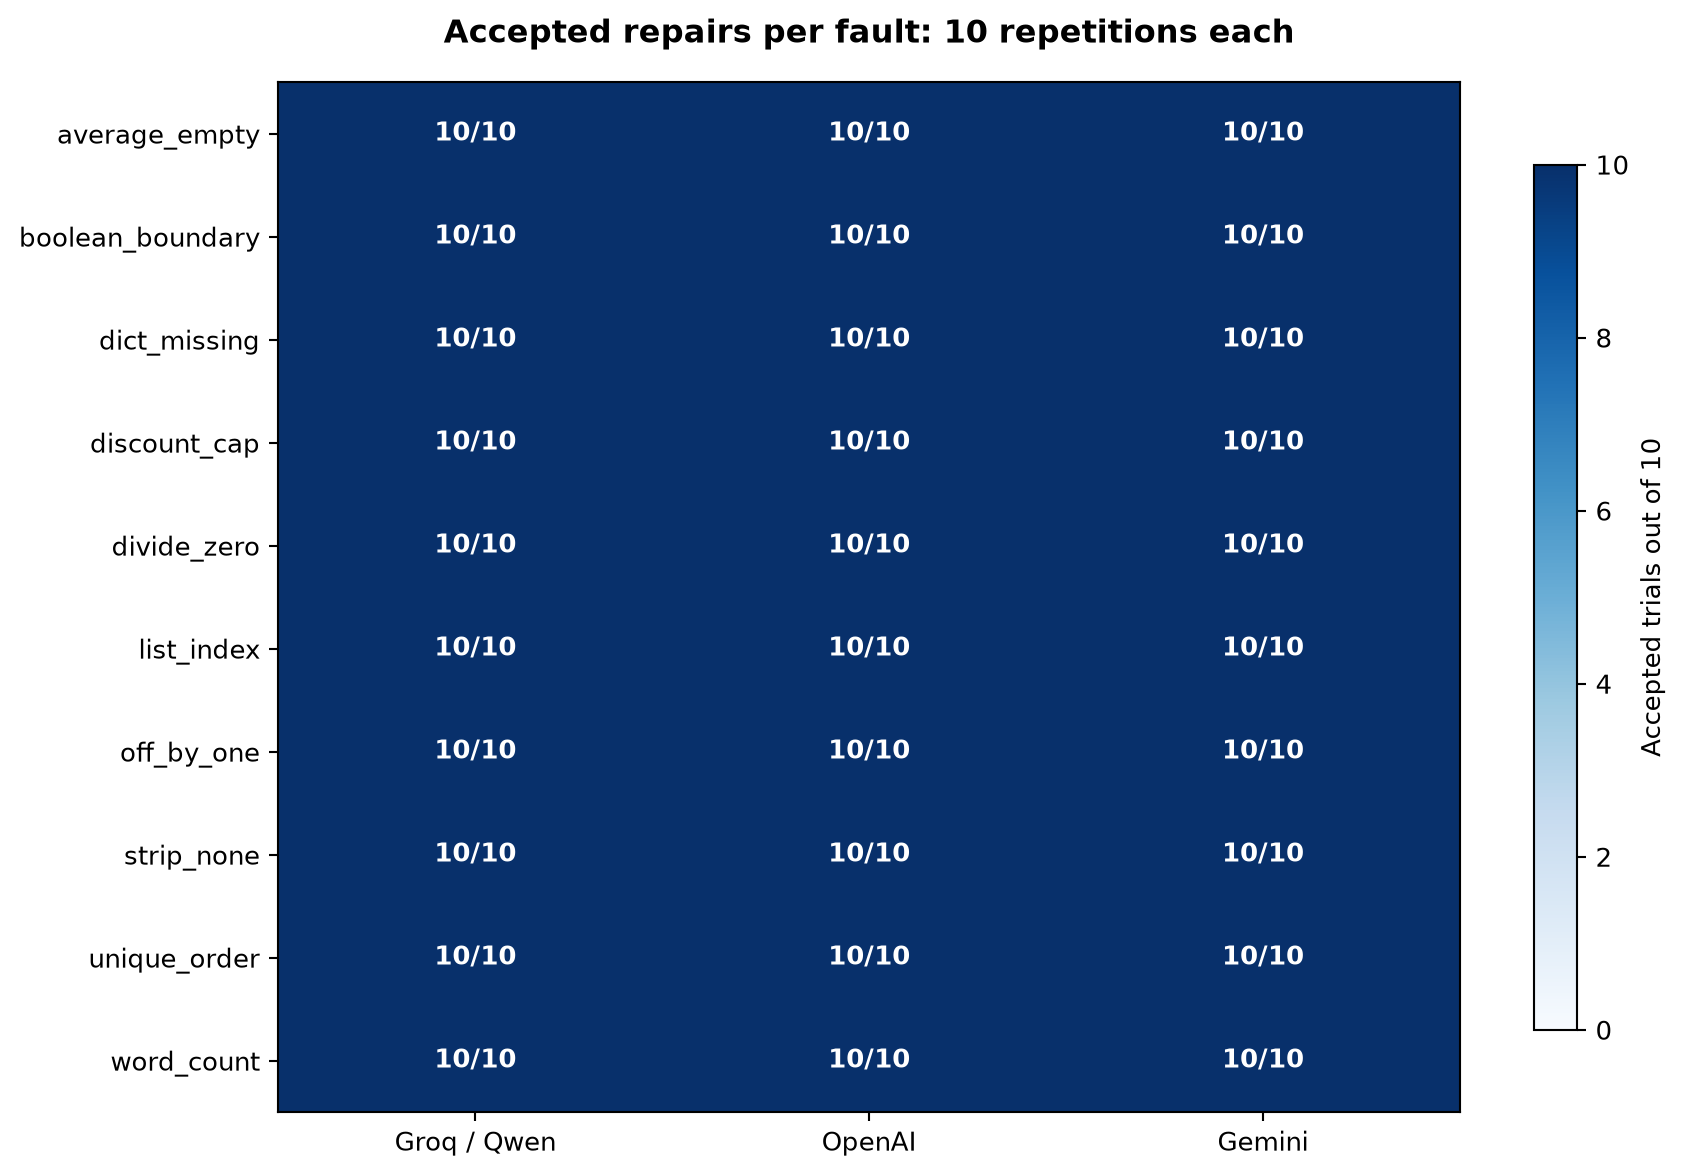 Accepted repairs per fault: 10 repetitions each
average_empty 10/10 10/10 10/10
boolean_boundary 10/10 10/10 10/10
dict_missing 10/10 10/10 10/10
discount_cap 10/10 10/10 10/10
divide_zero 10/10 10/10 10/10
list_index 10/10 10/10 10/10
off_by_one 10/10 10/10 10/10
strip_none 10/10 10/10 10/10
unique_order 10/10 10/10 10/10
word_count 10/10 10/10 10/10
Groq / Qwen OpenAI Gemini
10
8
6
4
2
0
Accepted trials out of 10